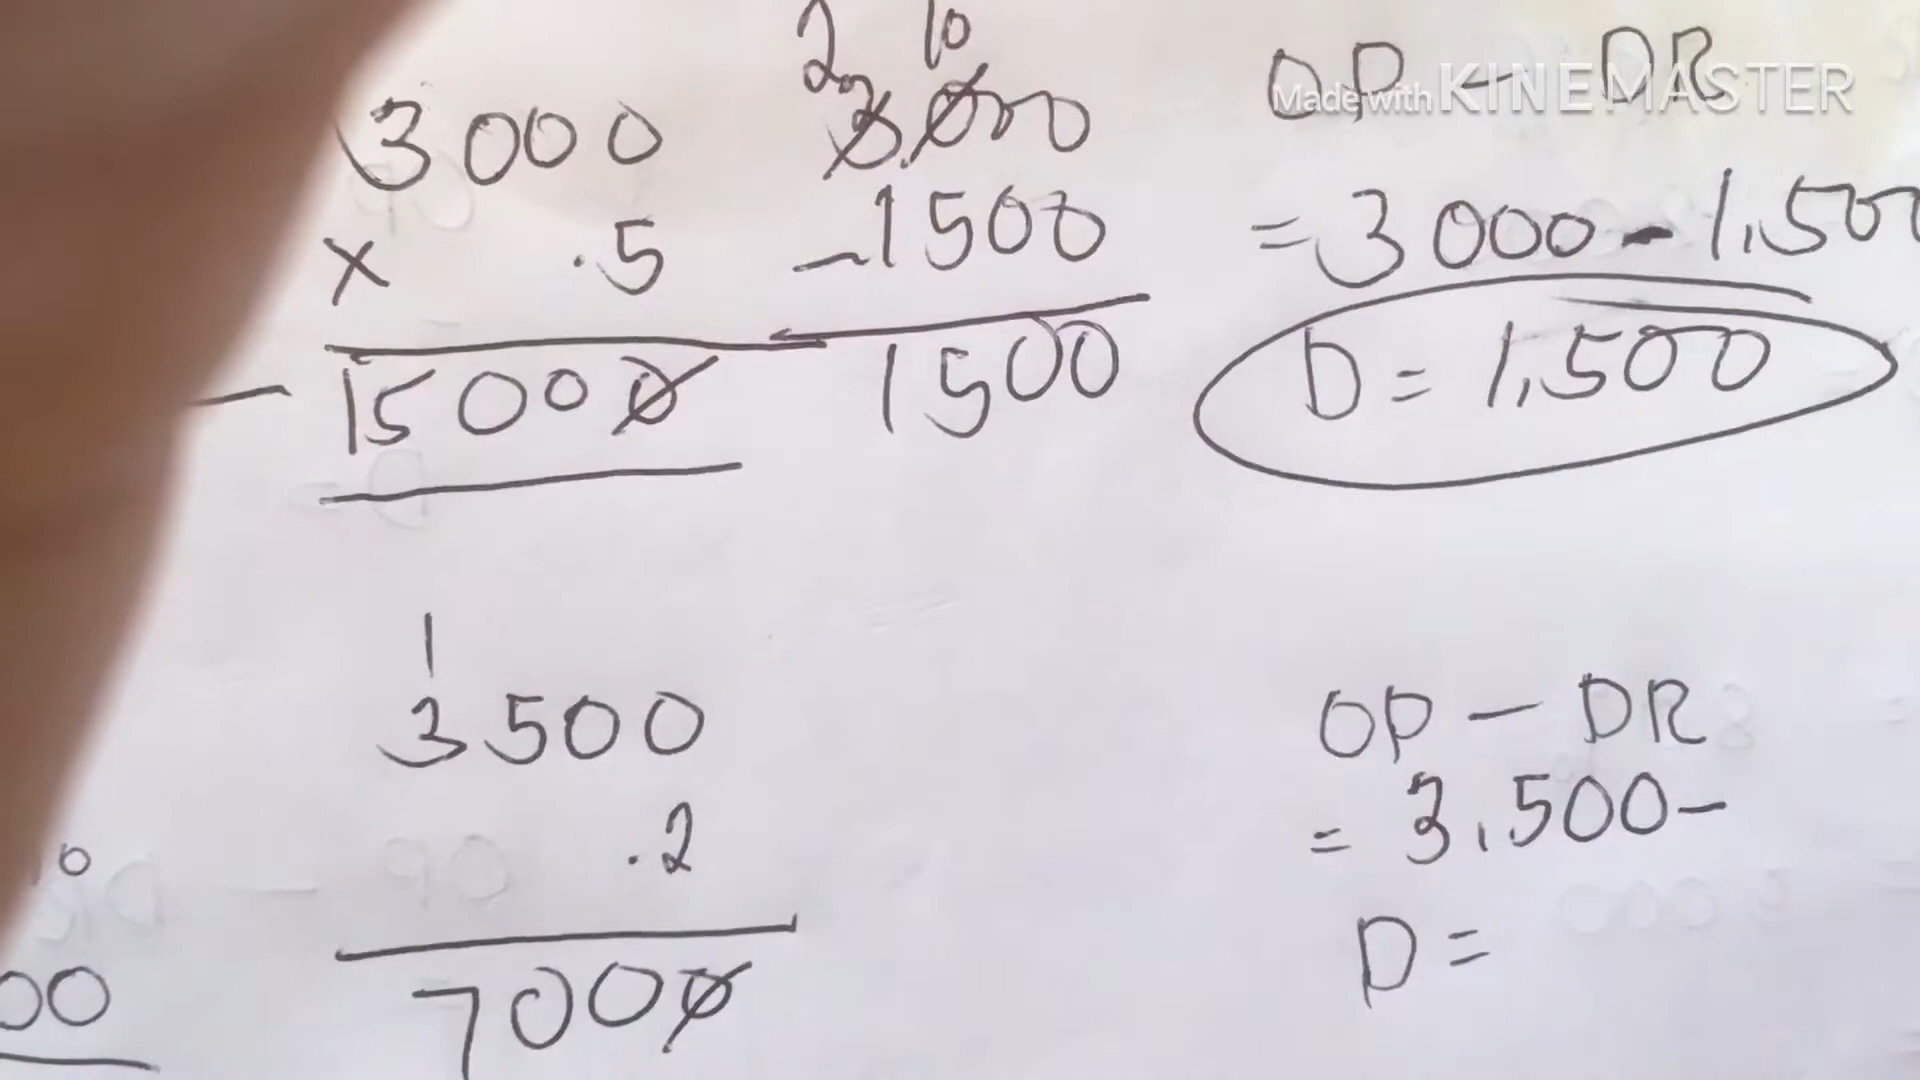 3000
× .5
15000
2 10
3.000
-1500
1500
OP - DR
= 3000 - 1,500
D = 1,500
Made with KINEMASTER
1
3500
.2
7000
OP - DR
= 3,500 -
D =
0
00